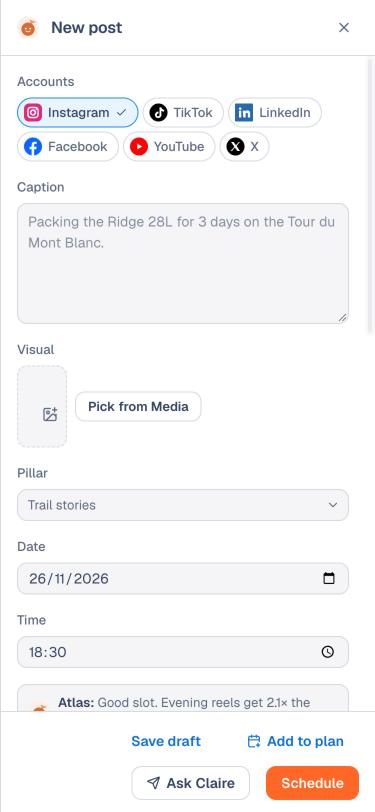 New post
Accounts
Instagram
TikTok
LinkedIn
Facebook
YouTube
X
Caption
Packing the Ridge 28L for 3 days on the Tour du
Mont Blanc.
Visual
Pick from Media
Pillar
Trail stories
Date
26/11/2026
Time
18:30
Atlas: Good slot. Evening reels get 2.1× the
Save draft
Add to plan
Ask Claire
Schedule